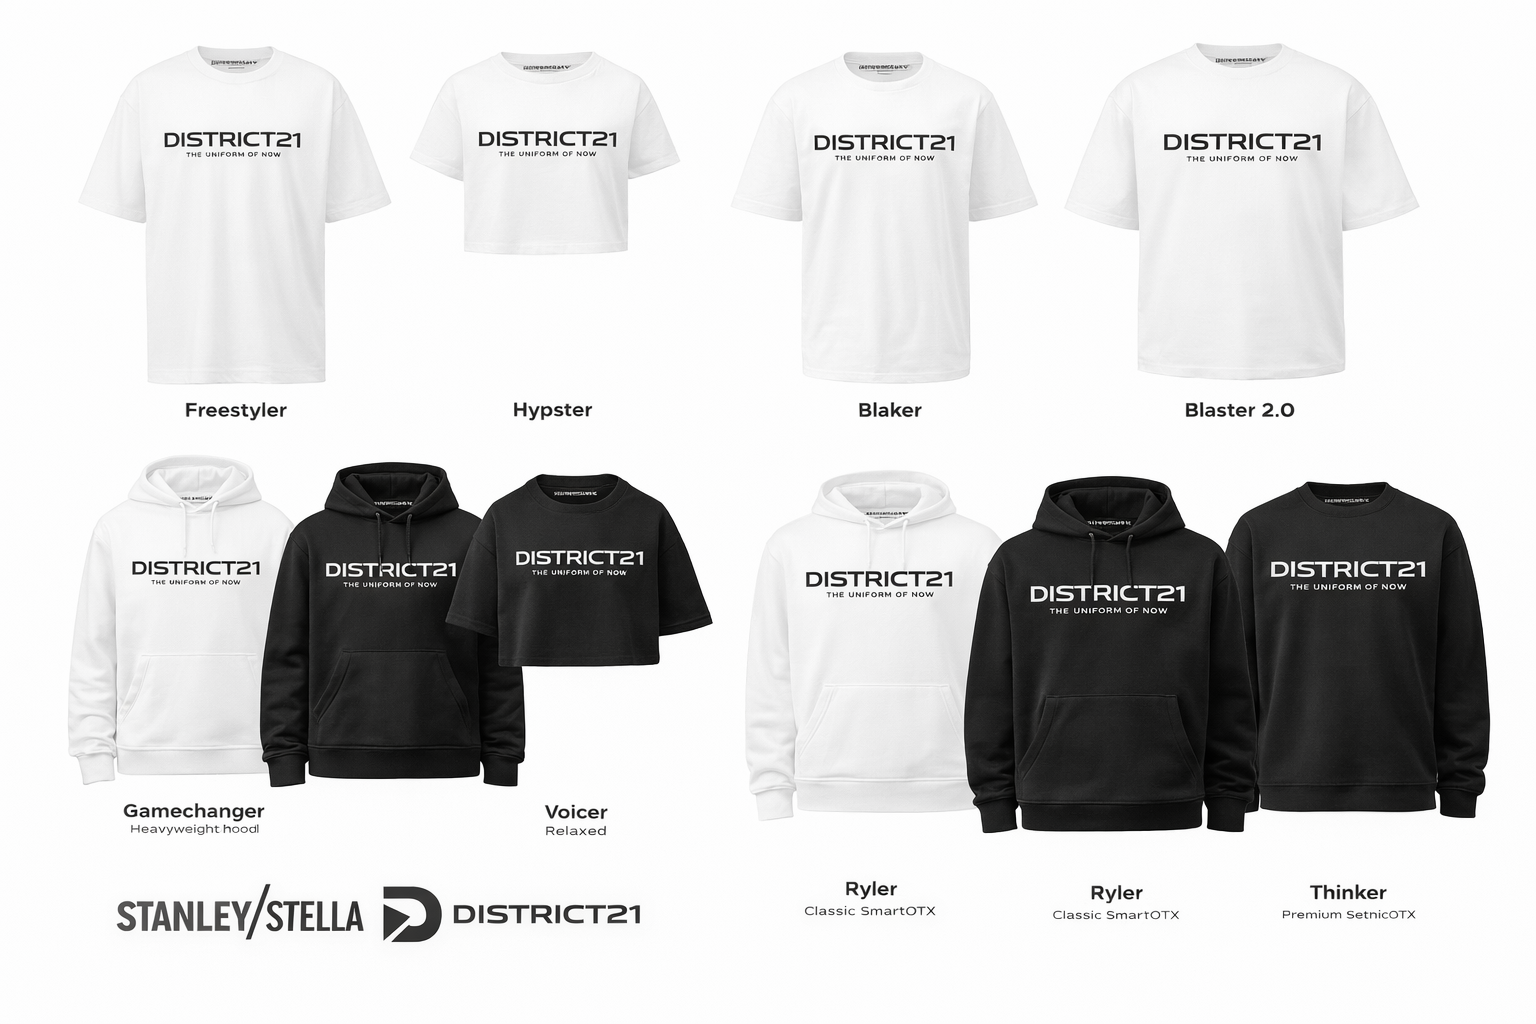 DISTRICT21
THE UNIFORM OF NOW
DISTRICT21
THE UNIFORM OF NOW
DISTRICT21
THE UNIFORM OF NOW
DISTRICT21
THE UNIFORM OF NOW
Freestyler
Hypster
Blaker
Blaster 2.0
DISTRICT21
THE UNIFORM OF NOW
DISTRICT21
THE UNIFORM OF NOW
DISTRICT21
THE UNIFORM OF NOW
DISTRICT21
THE UNIFORM OF NOW
DISTRICT21
THE UNIFORM OF NOW
DISTRICT21
THE UNIFORM OF NOW
Gamechanger
Heavyweight hoodl
Voicer
Relaxed
Ryler
Classic SmartOTX
Ryler
Classic SmartOTX
Thinker
Premium SetnicOTX
STANLEY/STELLA
DISTRICT21